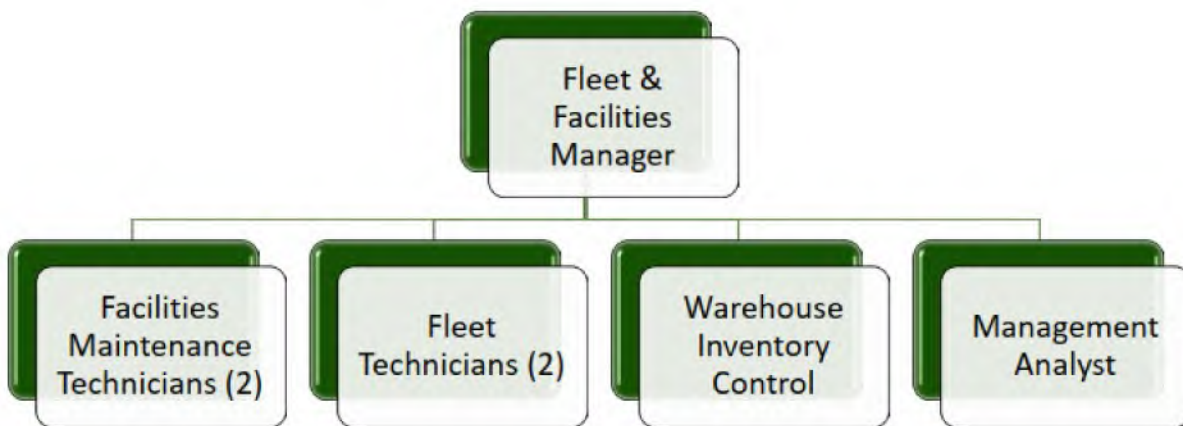 Fleet &
Facilities
Manager
Facilities
Maintenance
Technicians (2)
Fleet
Technicians (2)
Warehouse
Inventory
Control
Management
Analyst